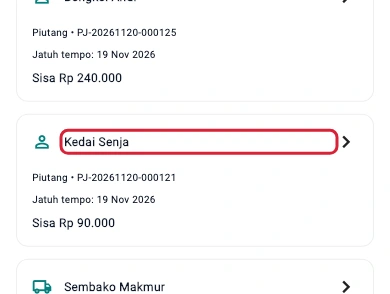 Piutang • PJ-20261120-000125
Jatuh tempo: 19 Nov 2026
Sisa Rp 240.000
Kedai Senja
Piutang • PJ-20261120-000121
Jatuh tempo: 19 Nov 2026
Sisa Rp 90.000
Sembako Makmur